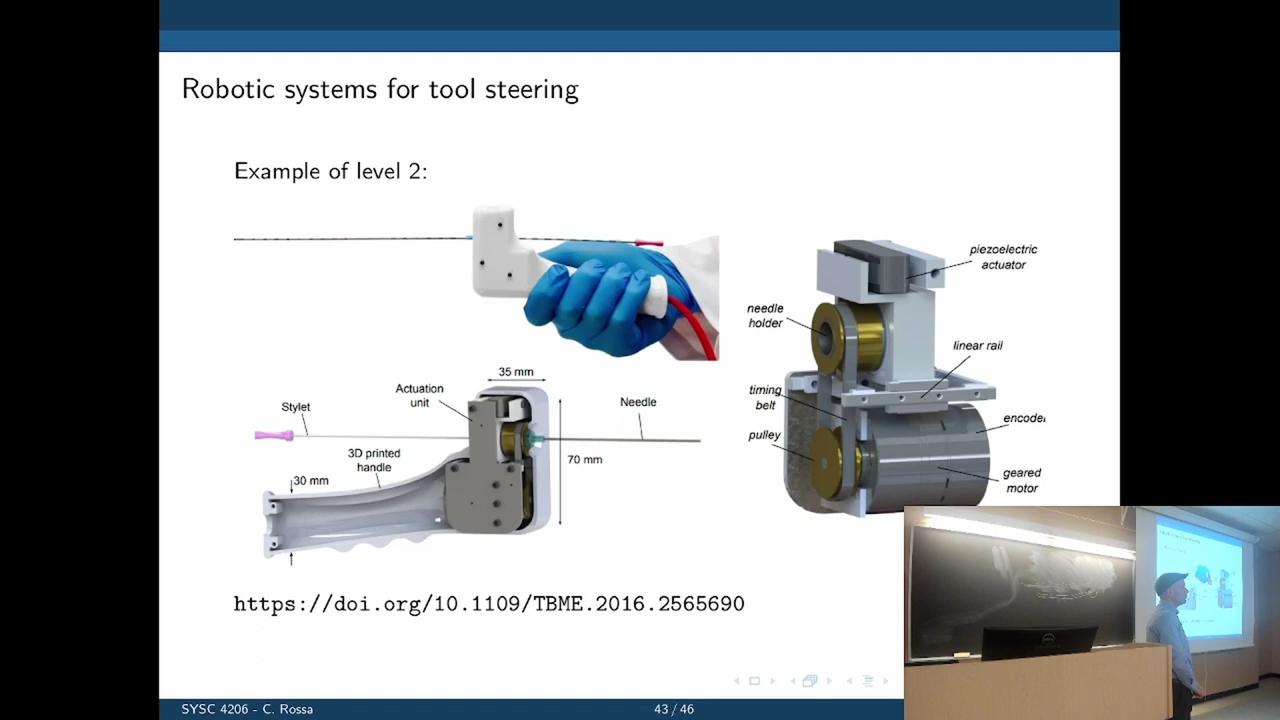 Robotic systems for tool steering
Example of level 2:
piezoelectric
actuator
needle
holder
linear rail
timing
belt
pulley
encoder
geared
motor
35 mm
Actuation
unit
Stylet
Needle
3D printed
handle
70 mm
30 mm
https://doi.org/10.1109/TBME.2016.2565690
SYSC 4206 - C. Rossa
43 / 46